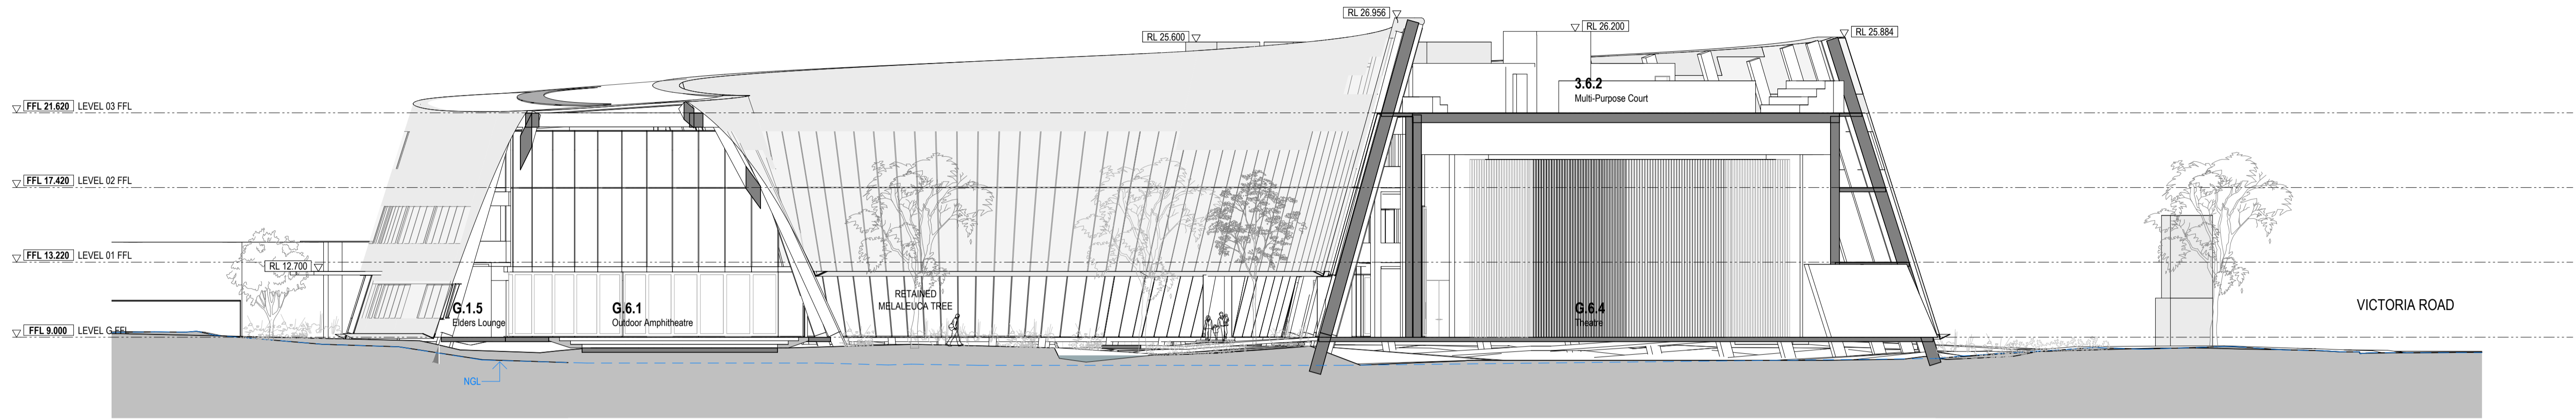 RL 26.956
RL 26.200
RL 25.600
RL 25.884
3.6.2
Multi-Purpose Court
FFL 21.620 LEVEL 03 FFL
FFL 17.420 LEVEL 02 FFL
FFL 13.220 LEVEL 01 FFL
RL 12.700
RETAINED
MELALEUCA TREE
G.1.5
Elders Lounge
G.6.1
Outdoor Amphitheatre
G.6.4
Theatre
VICTORIA ROAD
FFL 9.000 LEVEL G FFL
NGL